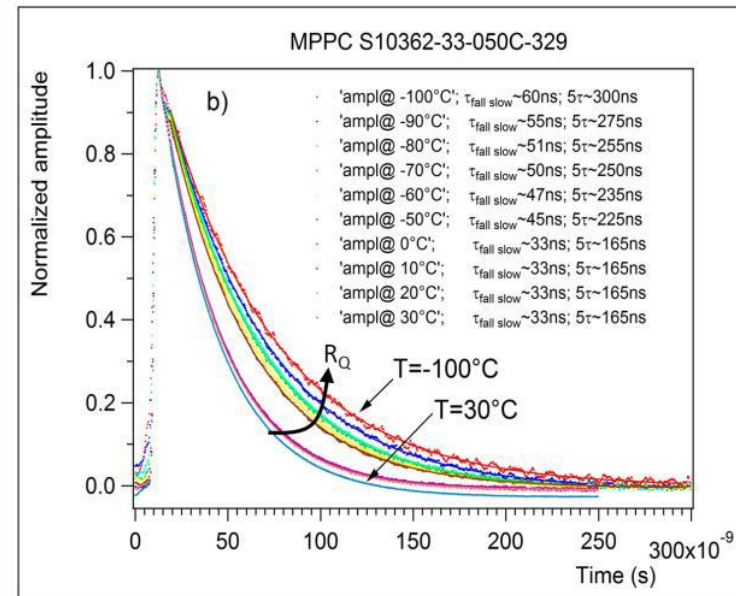 MPPC S10362-33-050C-329
b)
'ampl@ -100°C'; τfall slow~60ns; 5τ~300ns
'ampl@ -90°C'; τfall slow~55ns; 5τ~275ns
'ampl@ -80°C'; τfall slow~51ns; 5τ~255ns
'ampl@ -70°C'; τfall slow~50ns; 5τ~250ns
'ampl@ -60°C'; τfall slow~47ns; 5τ~235ns
'ampl@ -50°C'; τfall slow~45ns; 5τ~225ns
'ampl@ 0°C'; τfall slow~33ns; 5τ~165ns
'ampl@ 10°C'; τfall slow~33ns; 5τ~165ns
'ampl@ 20°C'; τfall slow~33ns; 5τ~165ns
'ampl@ 30°C'; τfall slow~33ns; 5τ~165ns
Normalized amplitude
1.0
0.8
0.6
0.4
0.2
0.0
RQ
T=-100°C
T=30°C
0 50 100 150 200 250 300x10-9
Time (s)